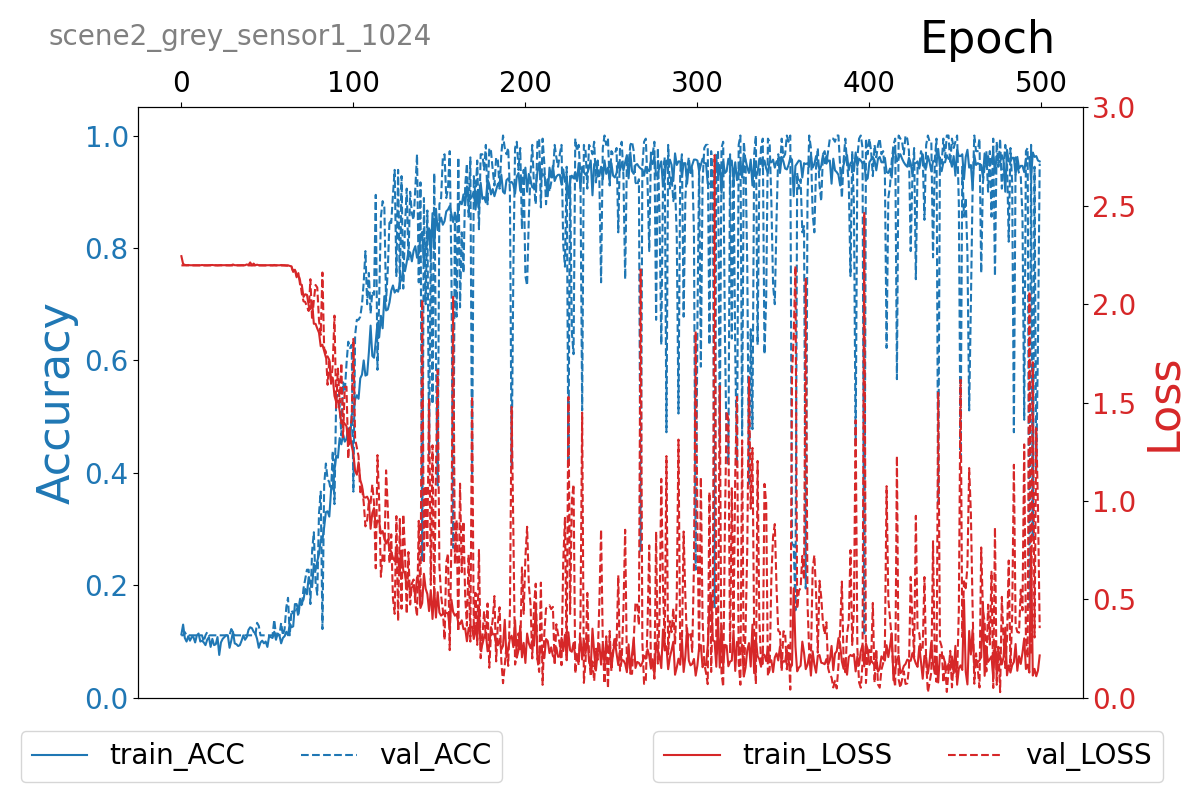 scene2_grey_sensor1_1024
Epoch
0 100 200 300 400 500
1.0 0.8 0.6 0.4 0.2 0.0
Accuracy
3.0 2.5 2.0 1.5 1.0 0.5 0.0
Loss
train_ACC val_ACC
train_LOSS val_LOSS